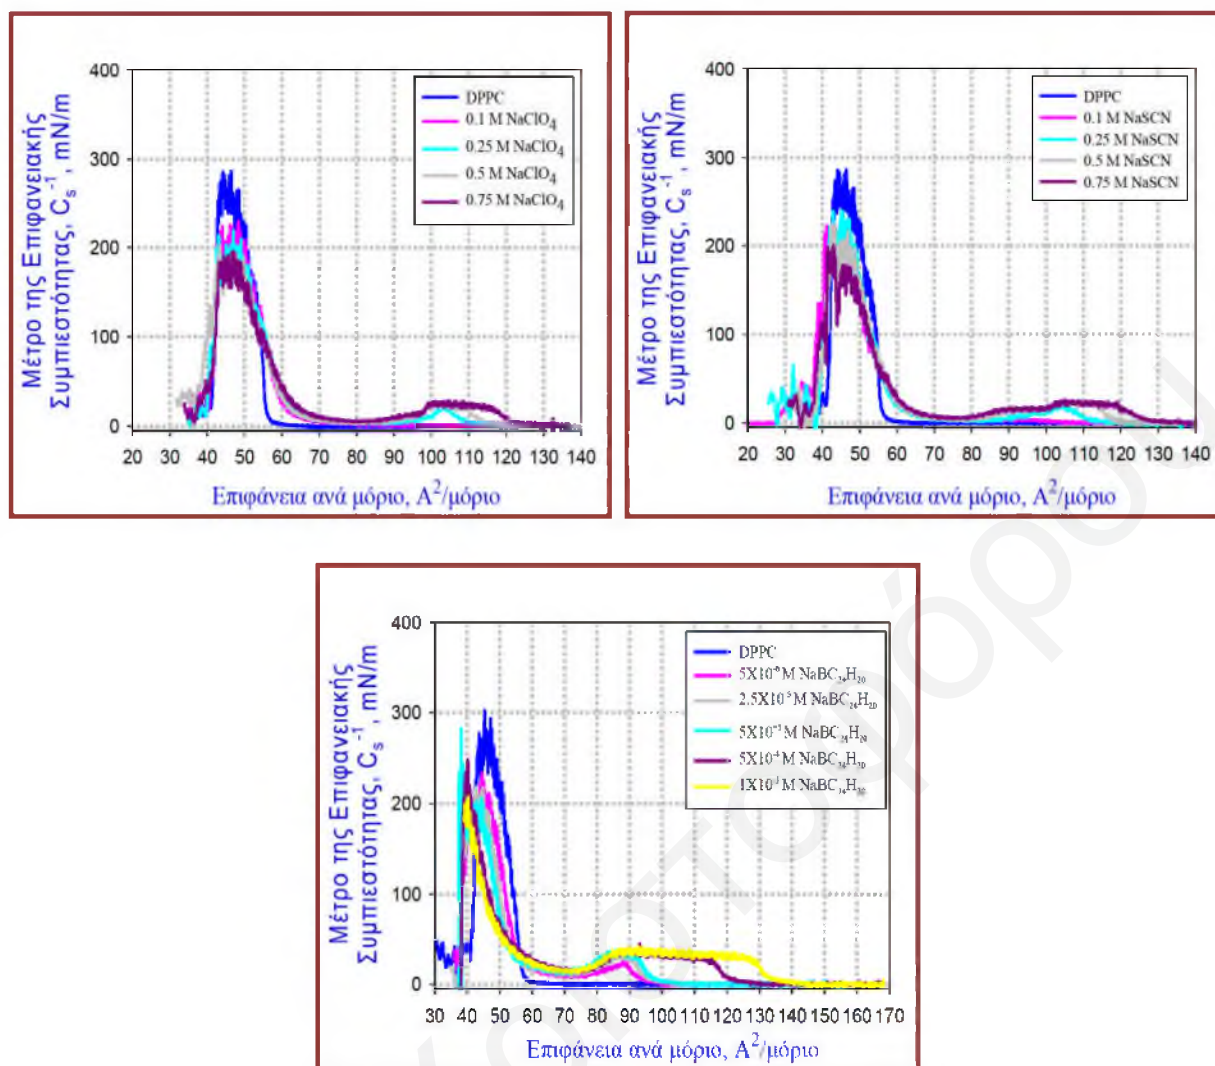 Μέτρο της Επιφανειακής
Συμπιεστότητας, Cs-1, mN/m
400
300
200
100
0
DPPC
0.1 M NaClO4
0.25 M NaClO4
0.5 M NaClO4
0.75 M NaClO4
20 30 40 50 60 70 80 90 100 110 120 130 140
Επιφάνεια ανά μόριο, A2/μόριο
Μέτρο της Επιφανειακής
Συμπιεστότητας, Cs-1, mN/m
400
300
200
100
0
DPPC
0.1 M NaSCN
0.25 M NaSCN
0.5 M NaSCN
0.75 M NaSCN
20 30 40 50 60 70 80 90 100 110 120 130 140
Επιφάνεια ανά μόριο, A2/μόριο
Μέτρο της Επιφανειακής
Συμπιεστότητας, Cs-1, mN/m
400
300
200
100
0
DPPC
M
M
M
M
M
30 40 50 60 70 80 90 100 110 120 130 140 150 160 170
Επιφάνεια ανά μόριο, A2/μόριο